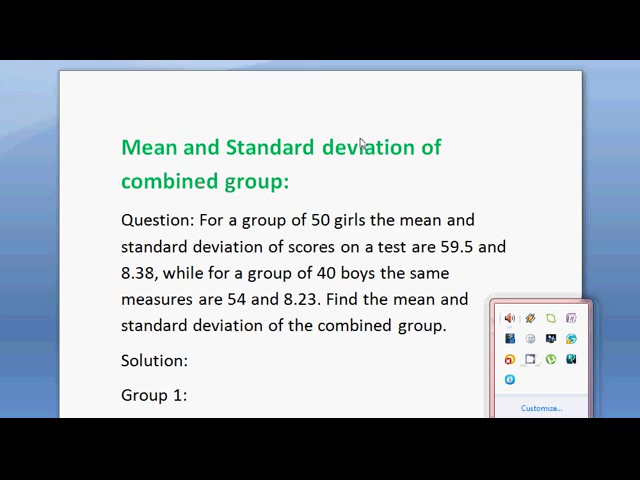 Mean and Standard deviation of
combined group:
Question: For a group of 50 girls the mean and
standard deviation of scores on a test are 59.5 and
8.38, while for a group of 40 boys the same
measures are 54 and 8.23. Find the mean and
standard deviation of the combined group.
Solution:
Group 1:
Customize...